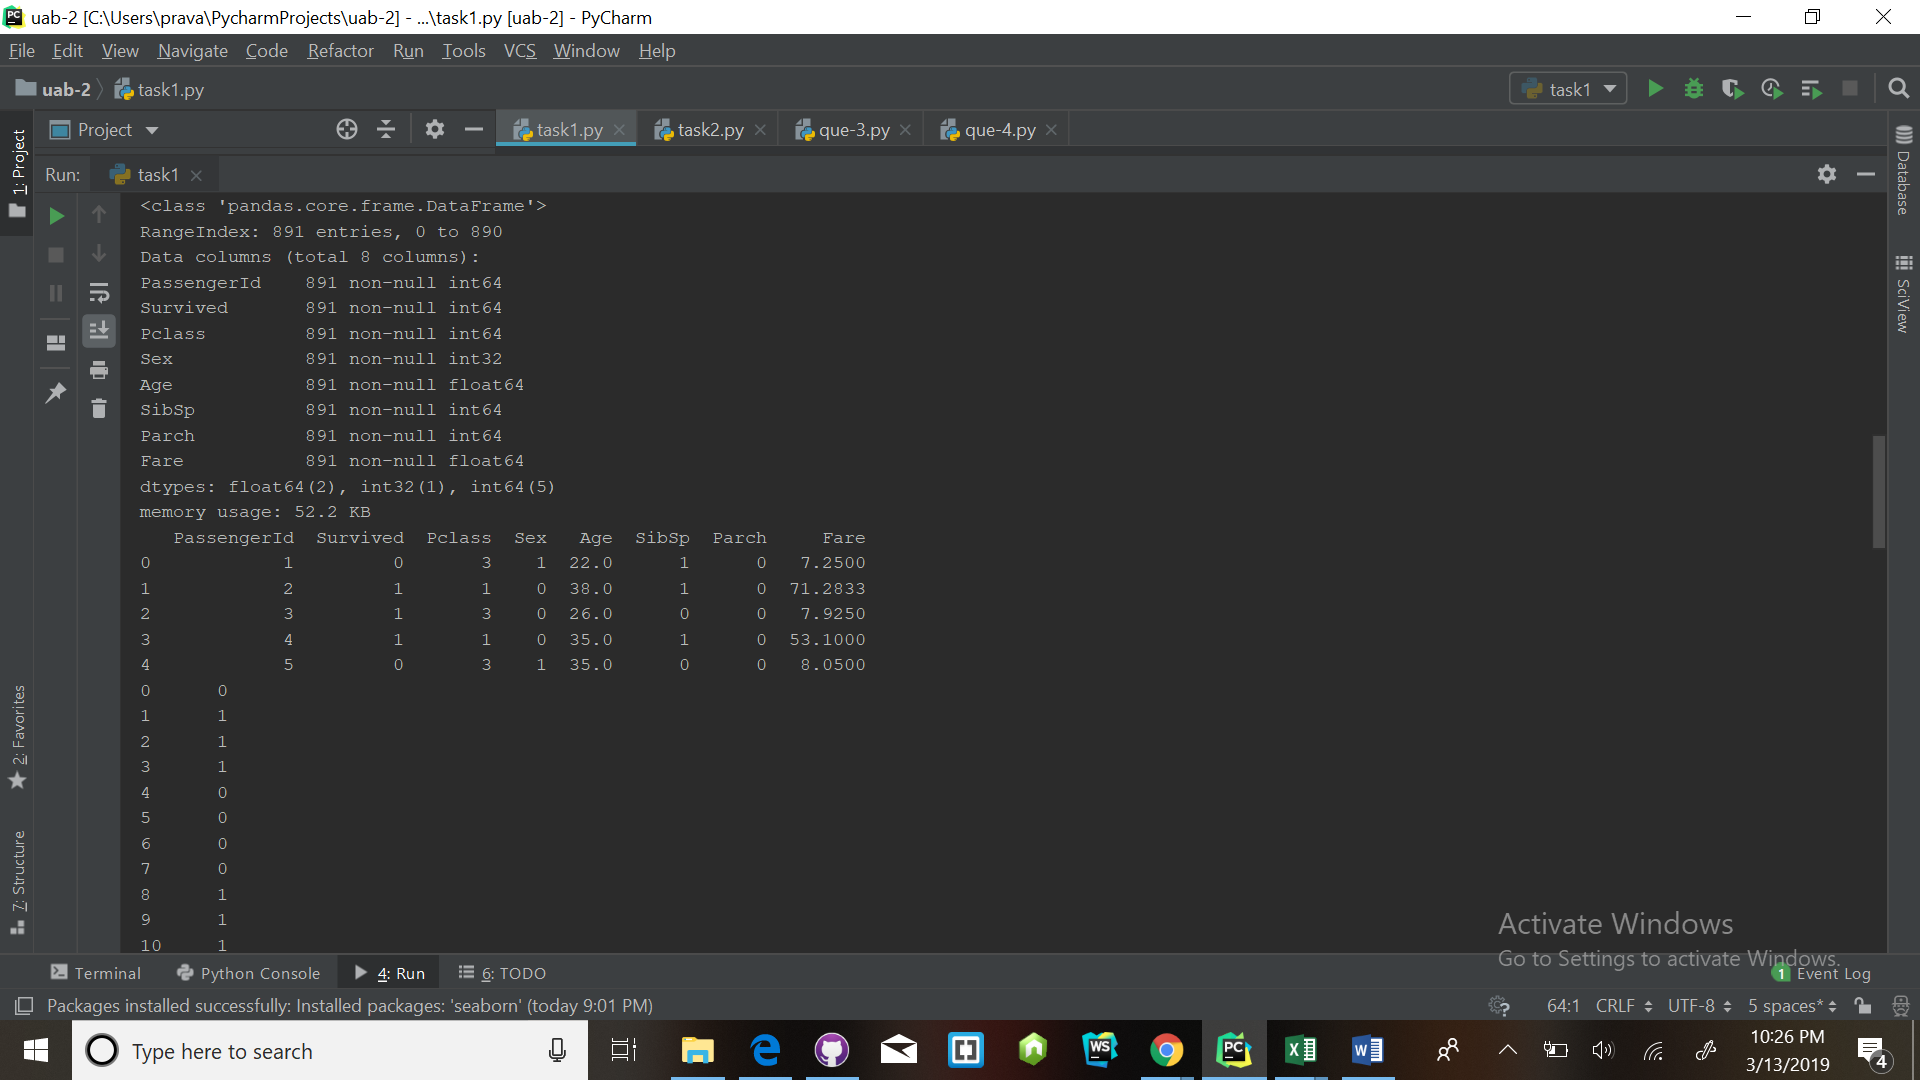 uab-2 [C:\Users\prava\PycharmProjects\uab-2] - ...\task1.py [uab-2] - PyCharm
File Edit View Navigate Code Refactor Run Tools VCS Window Help
uab-2 task1.py task1
1: Project
Project task1.py task2.py que-3.py que-4.py
Run: task1
Database
SciView
<class 'pandas.core.frame.DataFrame'>
RangeIndex: 891 entries, 0 to 890
Data columns (total 8 columns):
PassengerId    891 non-null int64
Survived       891 non-null int64
Pclass         891 non-null int64
Sex            891 non-null int32
Age            891 non-null float64
SibSp          891 non-null int64
Parch          891 non-null int64
Fare           891 non-null float64
dtypes: float64(2), int32(1), int64(5)
memory usage: 52.2 KB
   PassengerId  Survived  Pclass  Sex   Age  SibSp  Parch     Fare
0            1         0       3    1  22.0      1      0   7.2500
1            2         1       1    0  38.0      1      0  71.2833
2            3         1       3    0  26.0      0      0   7.9250
3            4         1       1    0  35.0      1      0  53.1000
4            5         0       3    1  35.0      0      0   8.0500
0      0
1      1
2      1
3      1
4      0
5      0
6      0
7      0
8      1
9      1
10     1
2: Favorites
7: Structure
Activate Windows
Go to Settings to activate Windows.
Terminal Python Console 4: Run 6: TODO 1 Event Log
Packages installed successfully: Installed packages: 'seaborn' (today 9:01 PM) 64:1 CRLF UTF-8 5 spaces*
Type here to search
10:26 PM
3/13/2019
4